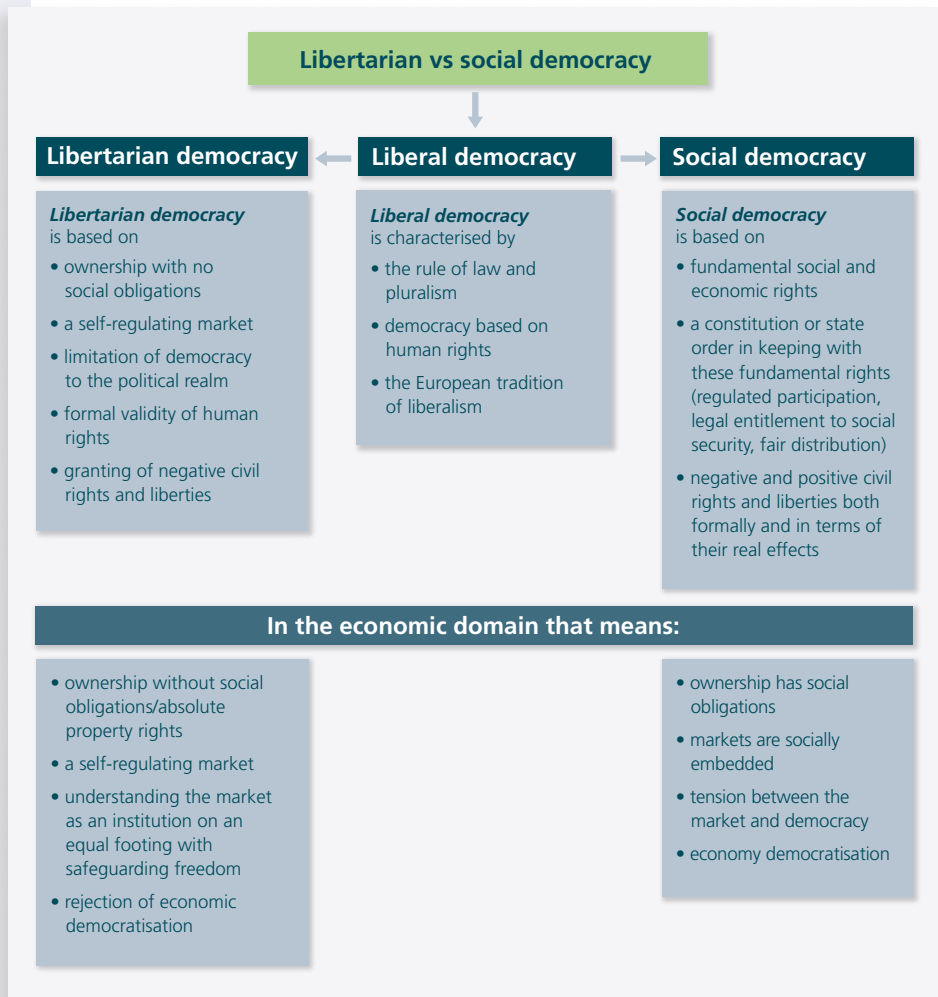 Libertarian vs social democracy
Libertarian democracy
Liberal democracy
Social democracy
Libertarian democracy
is based on
• ownership with no
social obligations
• a self-regulating market
• limitation of democracy
to the political realm
• formal validity of human
rights
• granting of negative civil
rights and liberties
Liberal democracy
is characterised by
• the rule of law and
pluralism
• democracy based on
human rights
• the European tradition
of liberalism
Social democracy
is based on
• fundamental social and
economic rights
• a constitution or state
order in keeping with
these fundamental rights
(regulated participation,
legal entitlement to social
security, fair distribution)
• negative and positive civil
rights and liberties both
formally and in terms of
their real effects
In the economic domain that means:
• ownership without social
obligations/absolute
property rights
• a self-regulating market
• understanding the market
as an institution on an
equal footing with
safeguarding freedom
• rejection of economic
democratisation
• ownership has social
obligations
• markets are socially
embedded
• tension between the
market and democracy
• economy democratisation